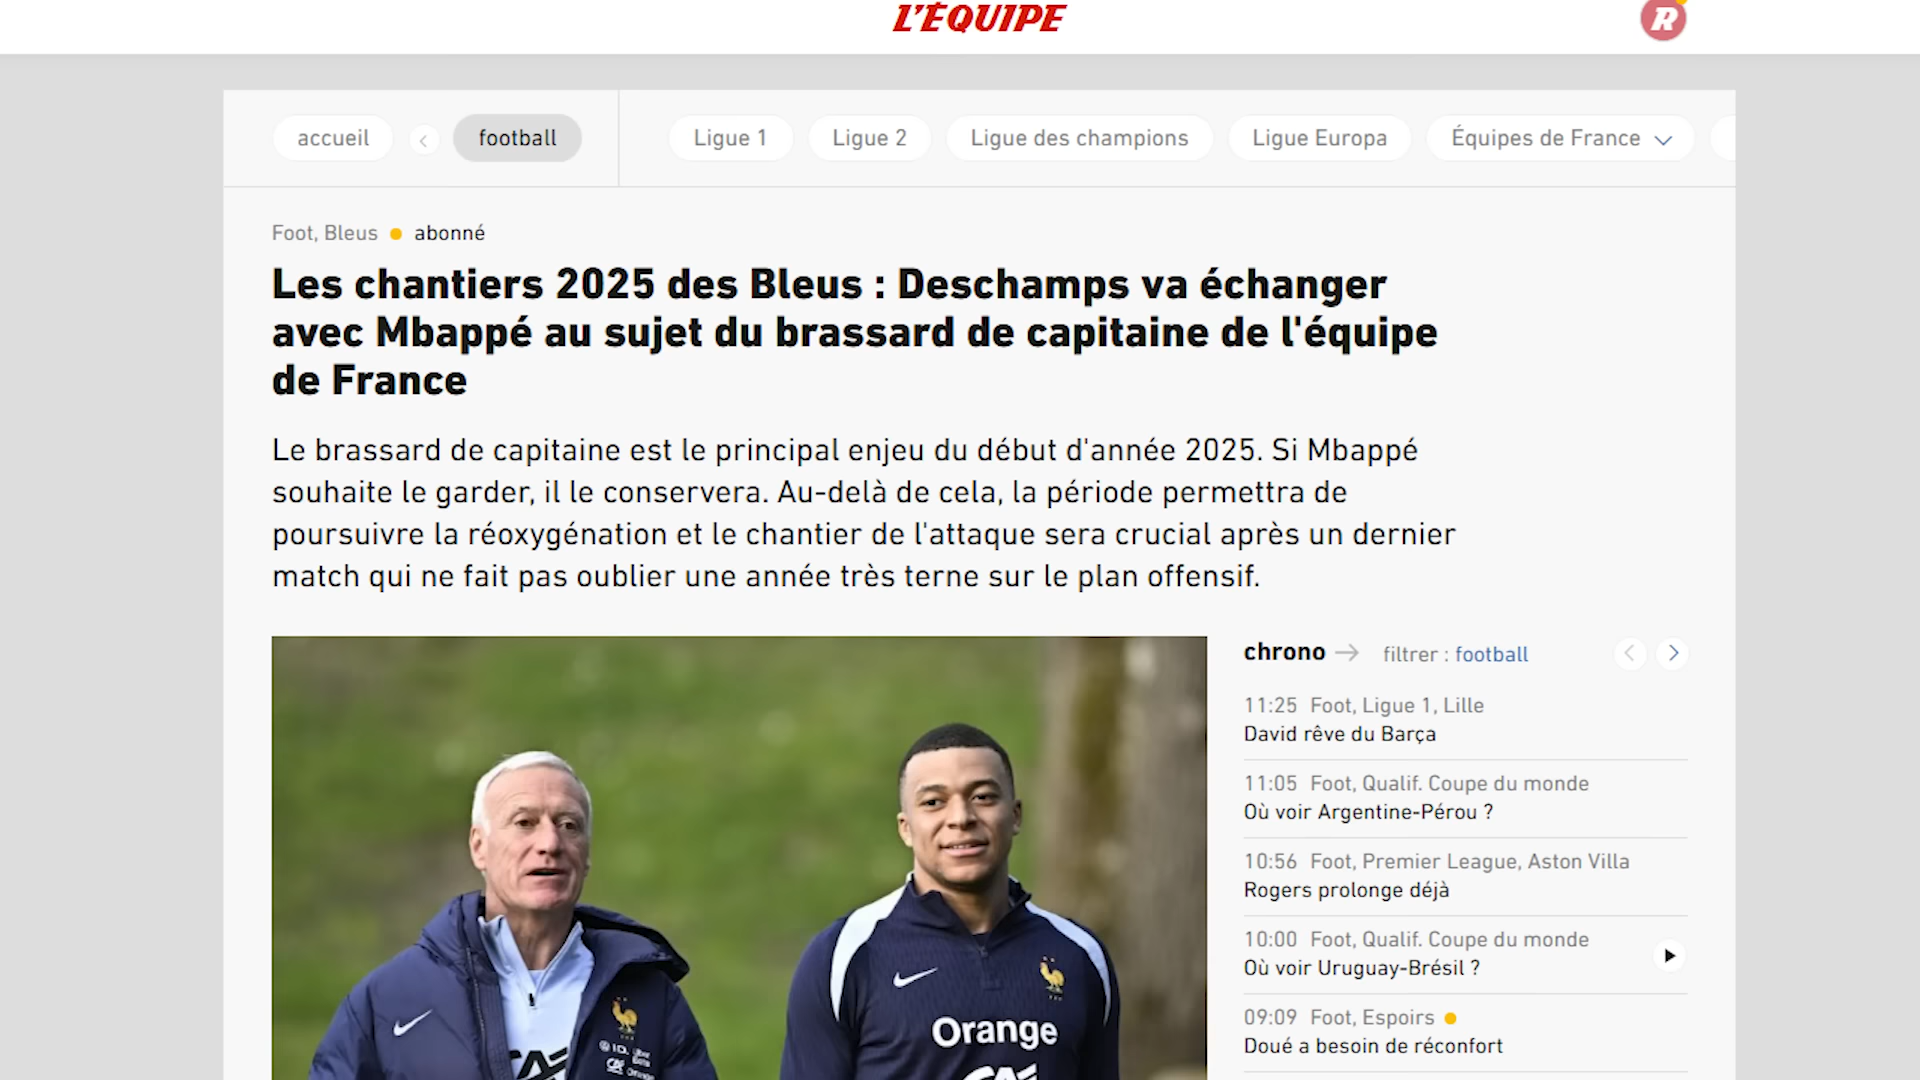 L'ÉQUIPE
R
accueil
football
Ligue 1
Ligue 2
Ligue des champions
Ligue Europa
Équipes de France
Foot, Bleus
abonné
Les chantiers 2025 des Bleus : Deschamps va échanger
avec Mbappé au sujet du brassard de capitaine de l'équipe
de France
Le brassard de capitaine est le principal enjeu du début d'année 2025. Si Mbappé
souhaite le garder, il le conservera. Au-delà de cela, la période permettra de
poursuivre la réoxygénation et le chantier de l'attaque sera crucial après un dernier
match qui ne fait pas oublier une année très terne sur le plan offensif.
chrono
filtrer : football
11:25 Foot, Ligue 1, Lille
David rêve du Barça
11:05 Foot, Qualif. Coupe du monde
Où voir Argentine-Pérou ?
10:56 Foot, Premier League, Aston Villa
Rogers prolonge déjà
10:00 Foot, Qualif. Coupe du monde
Où voir Uruguay-Brésil ?
09:09 Foot, Espoirs
Doué a besoin de réconfort
Orange